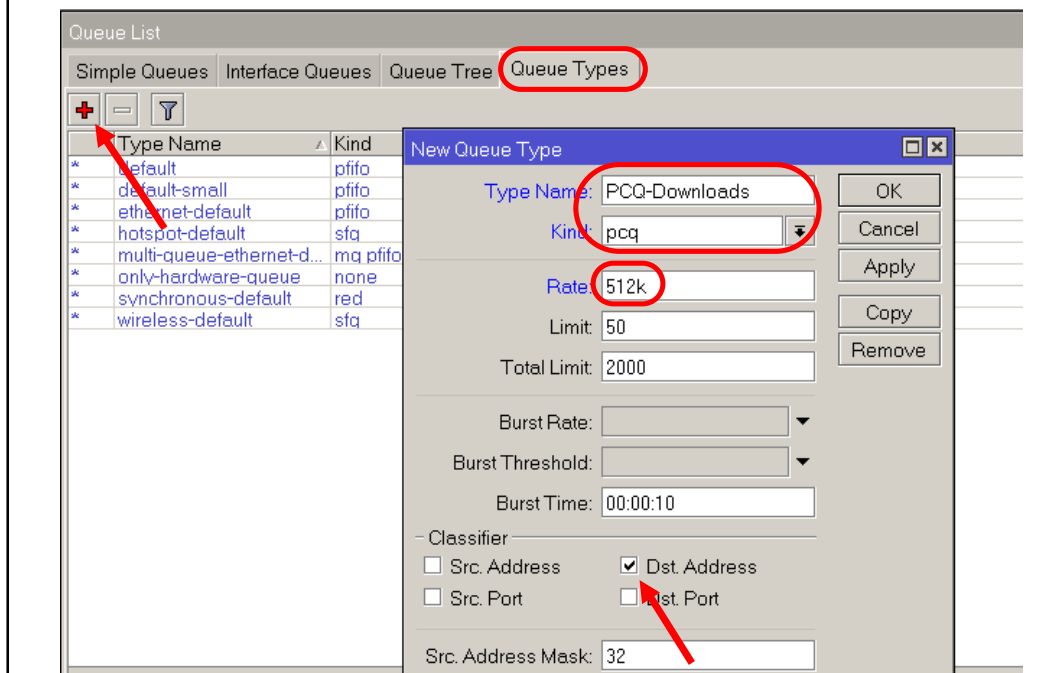 Queue List
Simple Queues Interface Queues Queue Tree Queue Types
Type Name Kind
* default pfifo
* default-small pfifo
* ethernet-default pfifo
* hotspot-default sfq
* multi-queue-ethernet-d... mq pfifo
* only-hardware-queue none
* synchronous-default red
* wireless-default sfq
New Queue Type
Type Name: PCQ-Downloads OK
Kind: pcq Cancel
Rate: 512k Apply
Limit: 50 Copy
Total Limit: 2000 Remove
Burst Rate:
Burst Threshold:
Burst Time: 00:00:10
Classifier
Src. Address Dst. Address
Src. Port Dst. Port
Src. Address Mask: 32